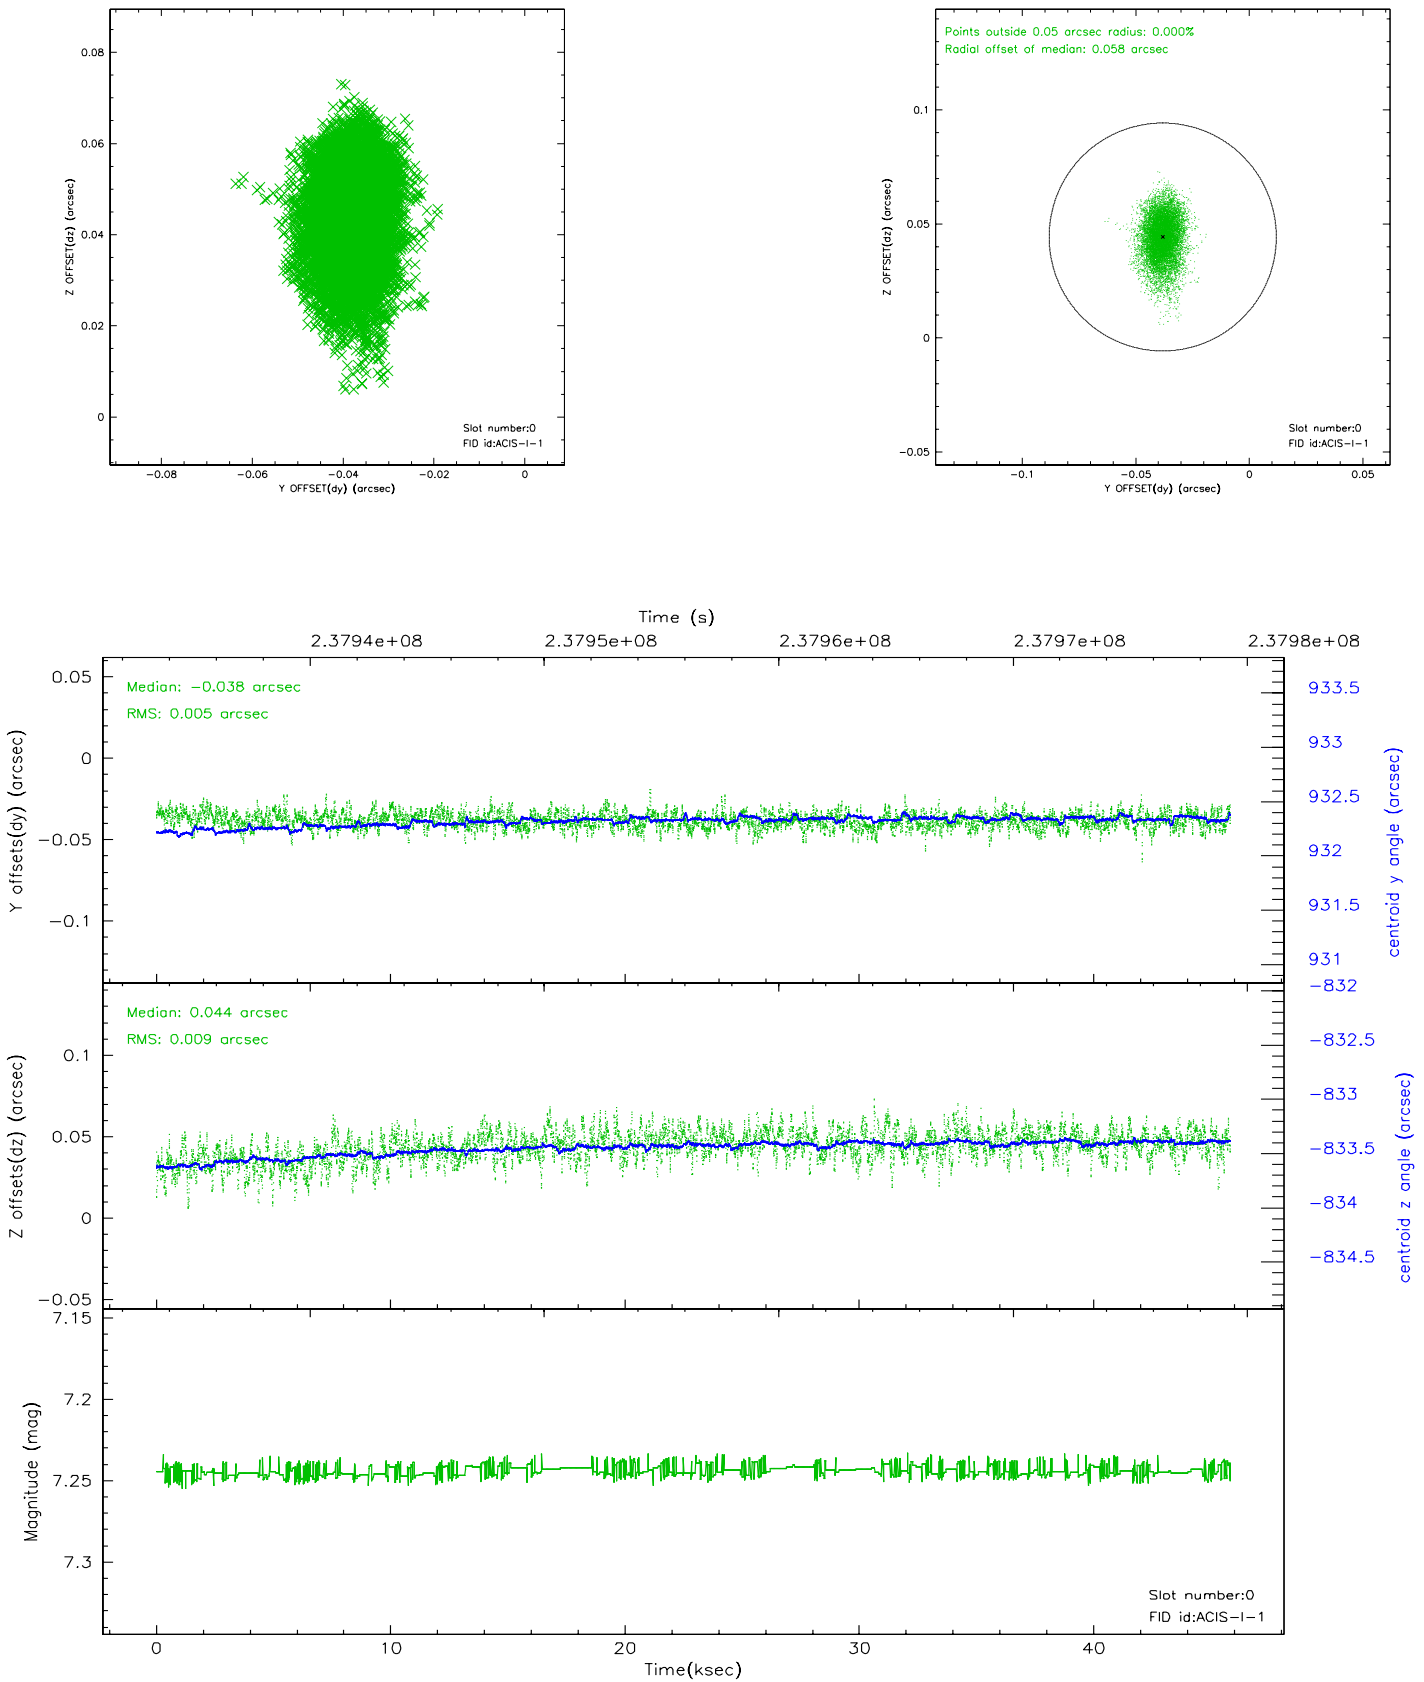 0.08
0.06
0.04
0.02
0
Z OFFSET(dz) (arcsec)
−0.08 −0.06 −0.04 −0.02 0
Y OFFSET(dy) (arcsec)
Slot number:0
FID id:ACIS−I−1
Points outside 0.05 arcsec radius: 0.000%
Radial offset of median: 0.058 arcsec
0.1
0.05
0
−0.05
Z OFFSET(dz) (arcsec)
−0.1 −0.05 0 0.05
Y OFFSET(dy) (arcsec)
Slot number:0
FID id:ACIS−I−1
Time (s)
2.3794e+08 2.3795e+08 2.3796e+08 2.3797e+08 2.3798e+08
Median: −0.038 arcsec
RMS: 0.005 arcsec
0.05
0
−0.05
−0.1
Y offsets(dy) (arcsec)
933.5
933
932.5
932
931.5
931
centroid y angle (arcsec)
Median: 0.044 arcsec
RMS: 0.009 arcsec
0.1
0.05
0
−0.05
Z offsets(dz) (arcsec)
−832
−832.5
−833
−833.5
−834
−834.5
centroid z angle (arcsec)
7.15
7.2
7.25
7.3
Magnitude (mag)
Slot number:0
FID id:ACIS−I−1
0 10 20 30 40
Time(ksec)